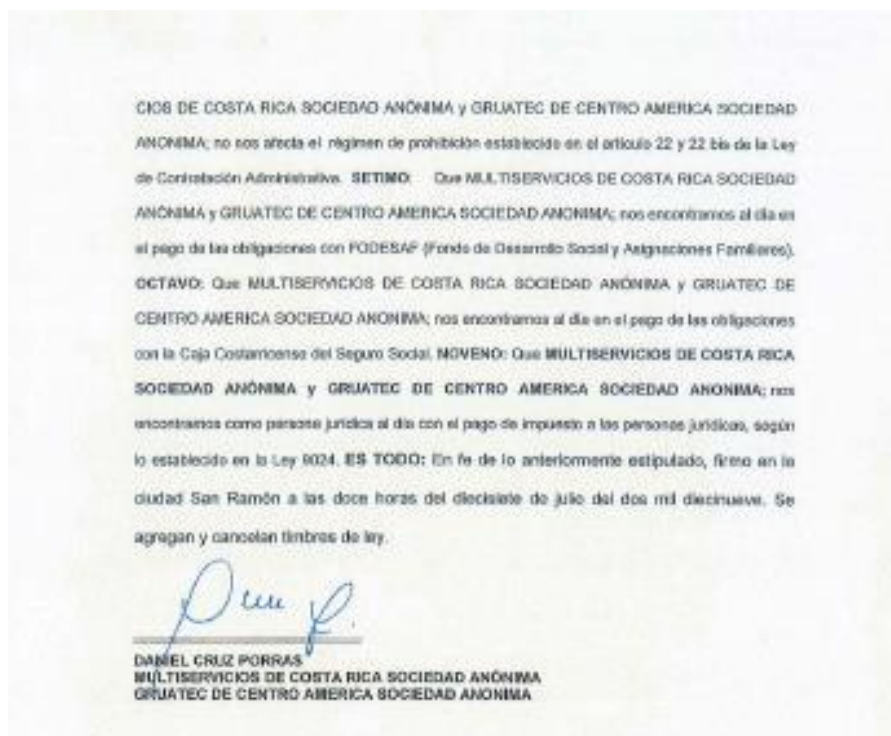 CIOS DE COSTA RICA SOCIEDAD ANÓNIMA y GRUATEC DE CENTRO AMERICA SOCIEDAD
ANONIMA; no nos afecta el régimen de prohibición establecido en el artículo 22 y 22 bis de la Ley
de Contratación Administrativa. SETIMO: Que MULTISERVICIOS DE COSTA RICA SOCIEDAD
ANÓNIMA y GRUATEC DE CENTRO AMERICA SOCIEDAD ANONIMA; nos encontramos al día en
el pago de las obligaciones con FODESAF (Fondo de Desarrollo Social y Asignaciones Familiares).
OCTAVO: Que MULTISERVICIOS DE COSTA RICA SOCIEDAD ANÓNIMA y GRUATEC DE
CENTRO AMERICA SOCIEDAD ANONIMA; nos encontramos al día en el pago de las obligaciones
con la Caja Costarricense del Seguro Social. NOVENO: Que MULTISERVICIOS DE COSTA RICA
SOCIEDAD ANÓNIMA y GRUATEC DE CENTRO AMERICA SOCIEDAD ANONIMA; nos
encontramos como persona jurídica al día con el pago de impuesto a las personas jurídicas, según
lo establecido en la Ley 9024. ES TODO: En fe de lo anteriormente estipulado, firmo en la
ciudad San Ramón a las doce horas del diecisiete de julio del dos mil diecinueve. Se
agregan y cancelan timbres de ley.
DANIEL CRUZ PORRAS
MULTISERVICIOS DE COSTA RICA SOCIEDAD ANÓNIMA
GRUATEC DE CENTRO AMERICA SOCIEDAD ANONIMA